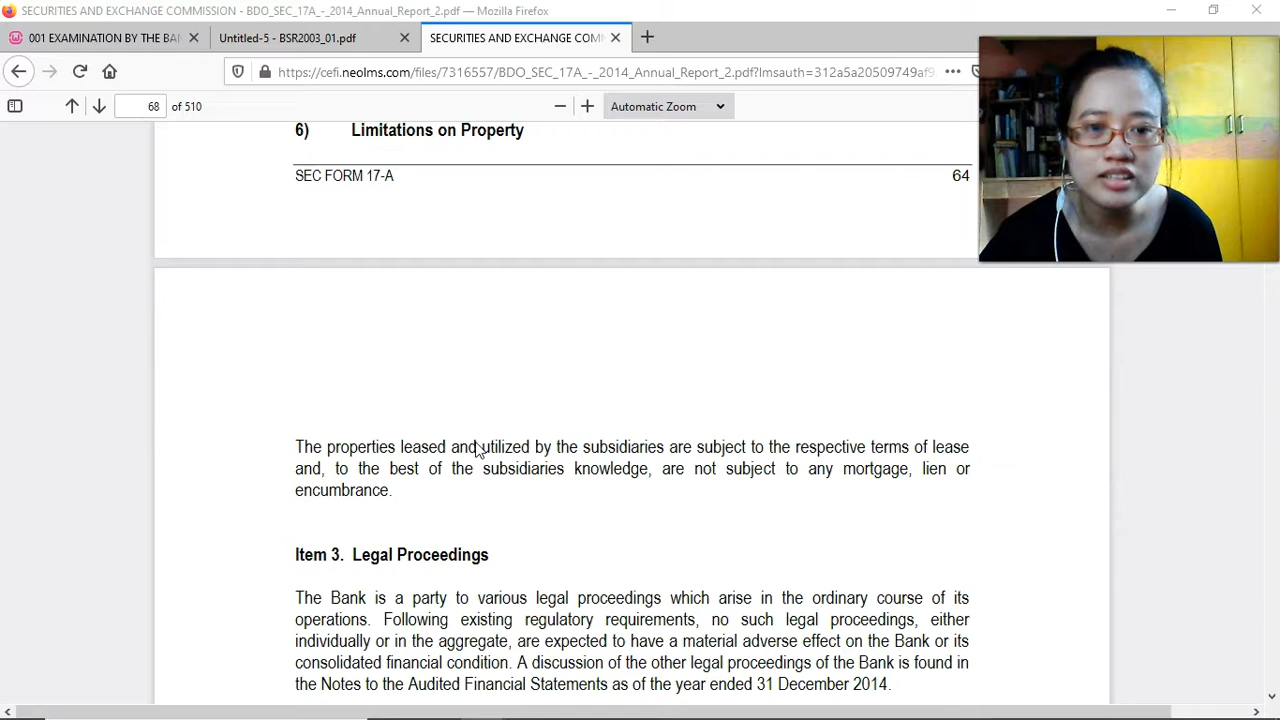 SECURITIES AND EXCHANGE COMMISSION - BDO_SEC_17A_-_2014_Annual_Report_2.pdf — Mozilla Firefox
001 EXAMINATION BY THE BA
Untitled-5 - BSR2003_01.pdf
SECURITIES AND EXCHANGE COM
https://cefi.neolms.com/files/7316557/BDO_SEC_17A_-_2014_Annual_Report_2.pdf?lmsauth=312a5a20509749af9
68 of 510
Automatic Zoom
6) Limitations on Property
SEC FORM 17-A 64
The properties leased and utilized by the subsidiaries are subject to the respective terms of lease
and, to the best of the subsidiaries knowledge, are not subject to any mortgage, lien or
encumbrance.
Item 3. Legal Proceedings
The Bank is a party to various legal proceedings which arise in the ordinary course of its
operations. Following existing regulatory requirements, no such legal proceedings, either
individually or in the aggregate, are expected to have a material adverse effect on the Bank or its
consolidated financial condition. A discussion of the other legal proceedings of the Bank is found in
the Notes to the Audited Financial Statements as of the year ended 31 December 2014.